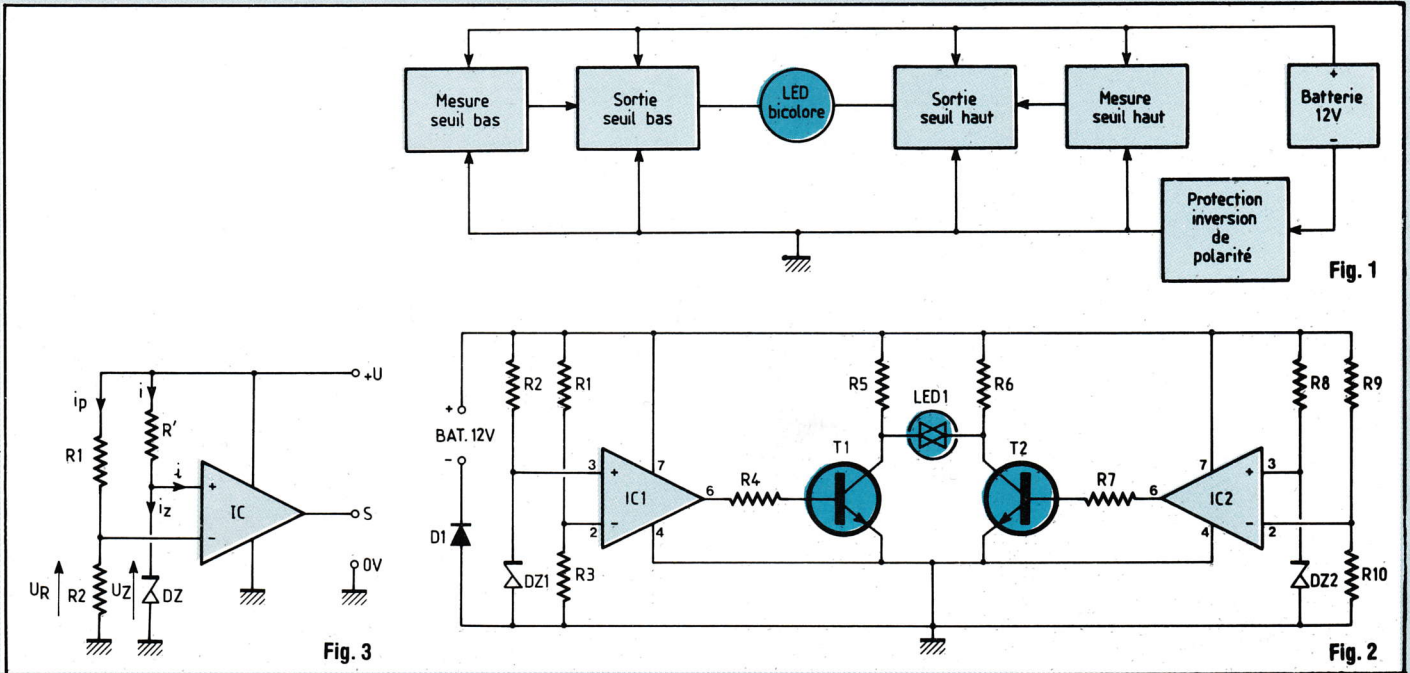 Mesure
seuil bas
Sortie
seuil bas
LED
bicolore
Sortie
seuil haut
Mesure
seuil haut
+
Batterie
12V
-
Protection
inversion
de
polarité
Fig. 1
ip
i
+U
R1
R'
i
+
iz
IC
S
-
0V
UR
R2
UZ
DZ
Fig. 3
R2
R1
R5
R6
R8
R9
LED1
+
BAT. 12V
-
T1
T2
3
+
7
R4
R7
7
+
3
IC1
6
6
IC2
D1
2
-
4
4
-
2
DZ1
R3
DZ2
R10
Fig. 2